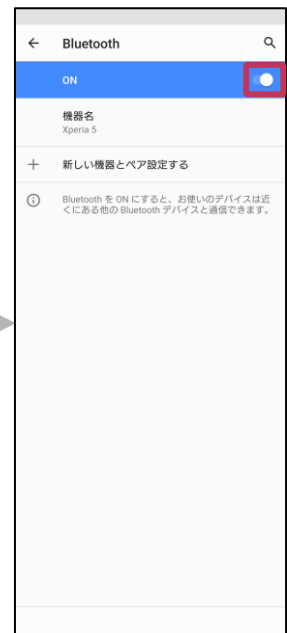 Bluetooth
ON
機器名
Xperia 5
新しい機器とペア設定する
Bluetooth を ON にすると、お使いのデバイスは近
くにある他の Bluetooth デバイスと通信できます。